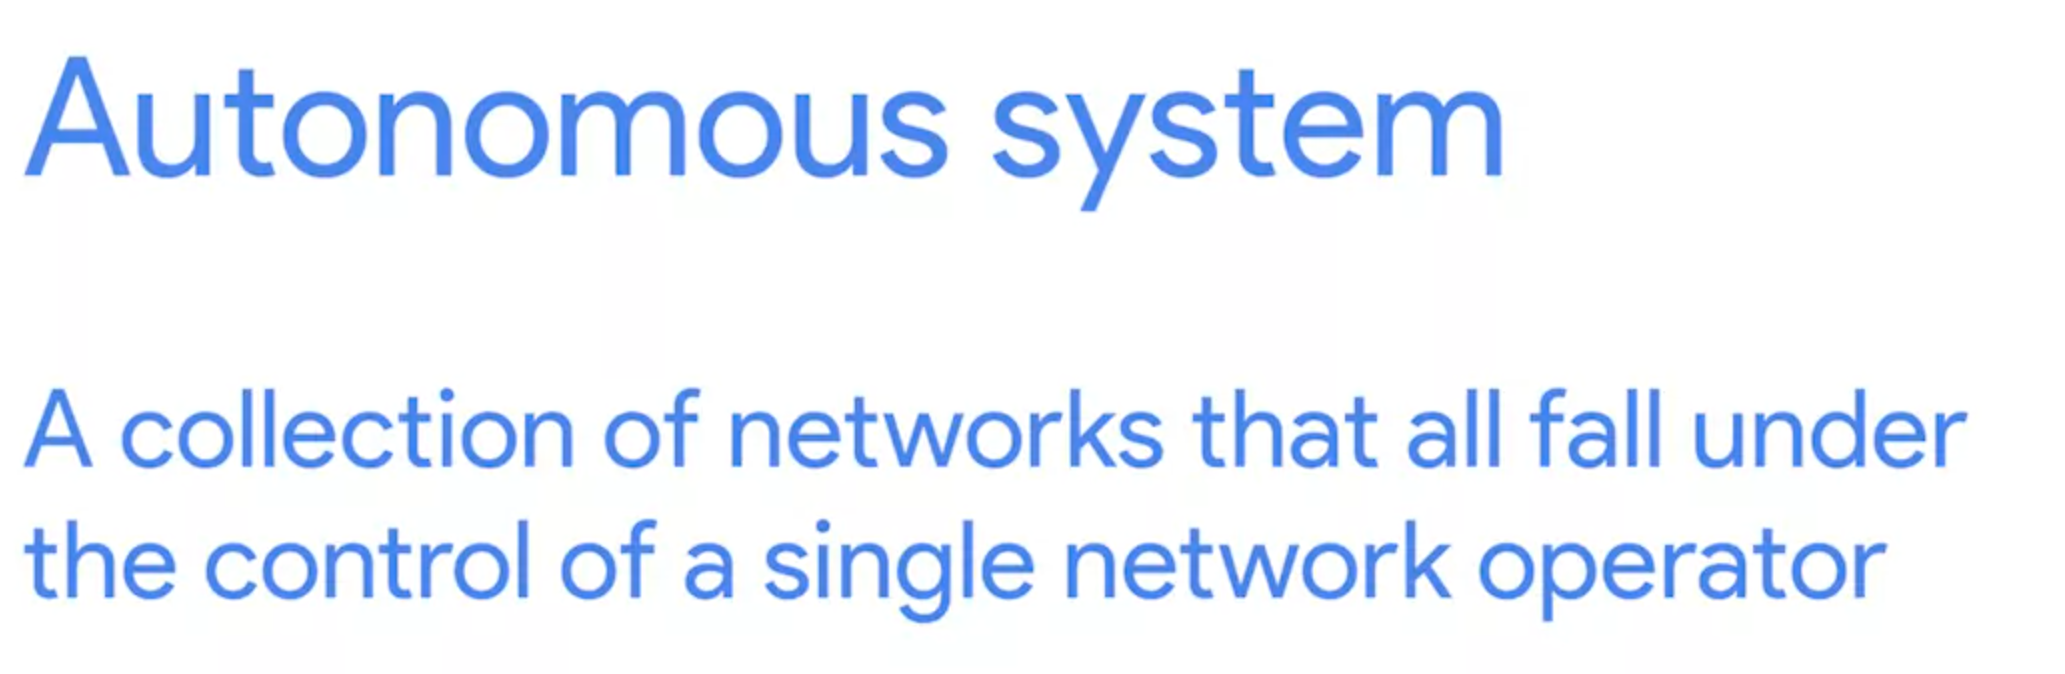 Autonomous system
A collection of networks that all fall under
the control of a single network operator